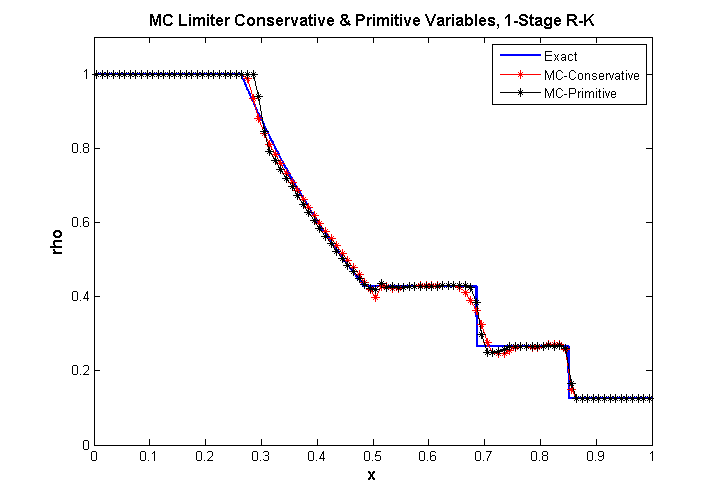 MC Limiter Conservative & Primitive Variables, 1-Stage R-K
Exact
MC-Conservative
MC-Primitive
1
0.8
0.6
0.4
0.2
0
rho
0 0.1 0.2 0.3 0.4 0.5 0.6 0.7 0.8 0.9 1
x